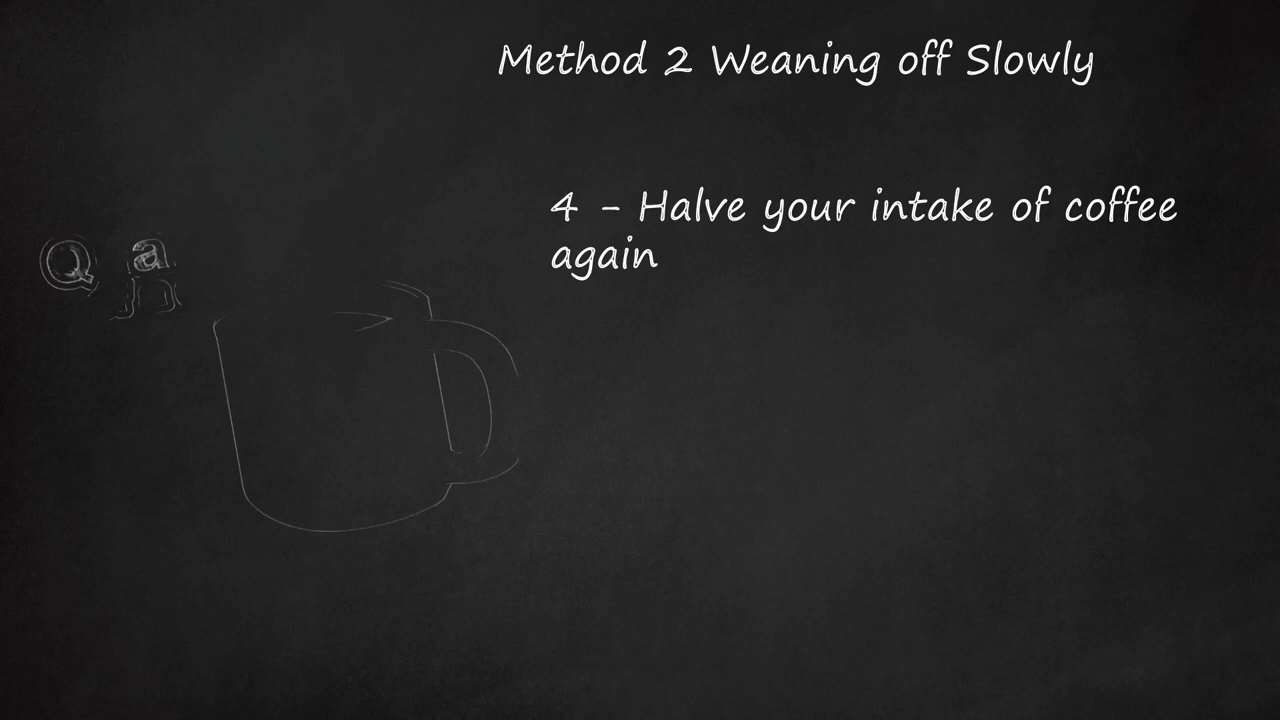 Method 2 Weaning off Slowly
4 - Halve your intake of coffee
again
Q a